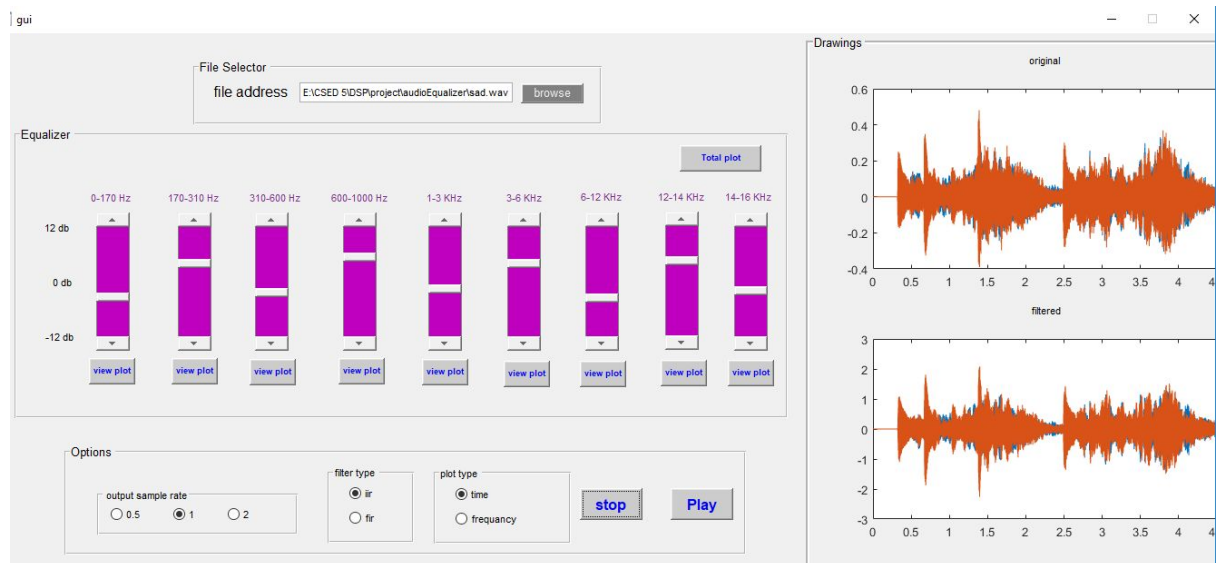 gui
File Selector
file address E:\CSED 5\DSP\project\audioEqualizer\sad.wav browse
Equalizer
Total plot
0-170 Hz 170-310 Hz 310-600 Hz 600-1000 Hz 1-3 KHz 3-6 KHz 6-12 KHz 12-14 KHz 14-16 KHz
12 db
0 db
-12 db
view plot view plot view plot view plot view plot view plot view plot view plot view plot
Options
output sample rate
0.5 1 2
filter type
iir
fir
plot type
time
frequancy
stop Play
Drawings
original
0.6
0.4
0.2
0
-0.2
-0.4
0 0.5 1 1.5 2 2.5 3 3.5 4
filtered
3
2
1
0
-1
-2
-3
0 0.5 1 1.5 2 2.5 3 3.5 4